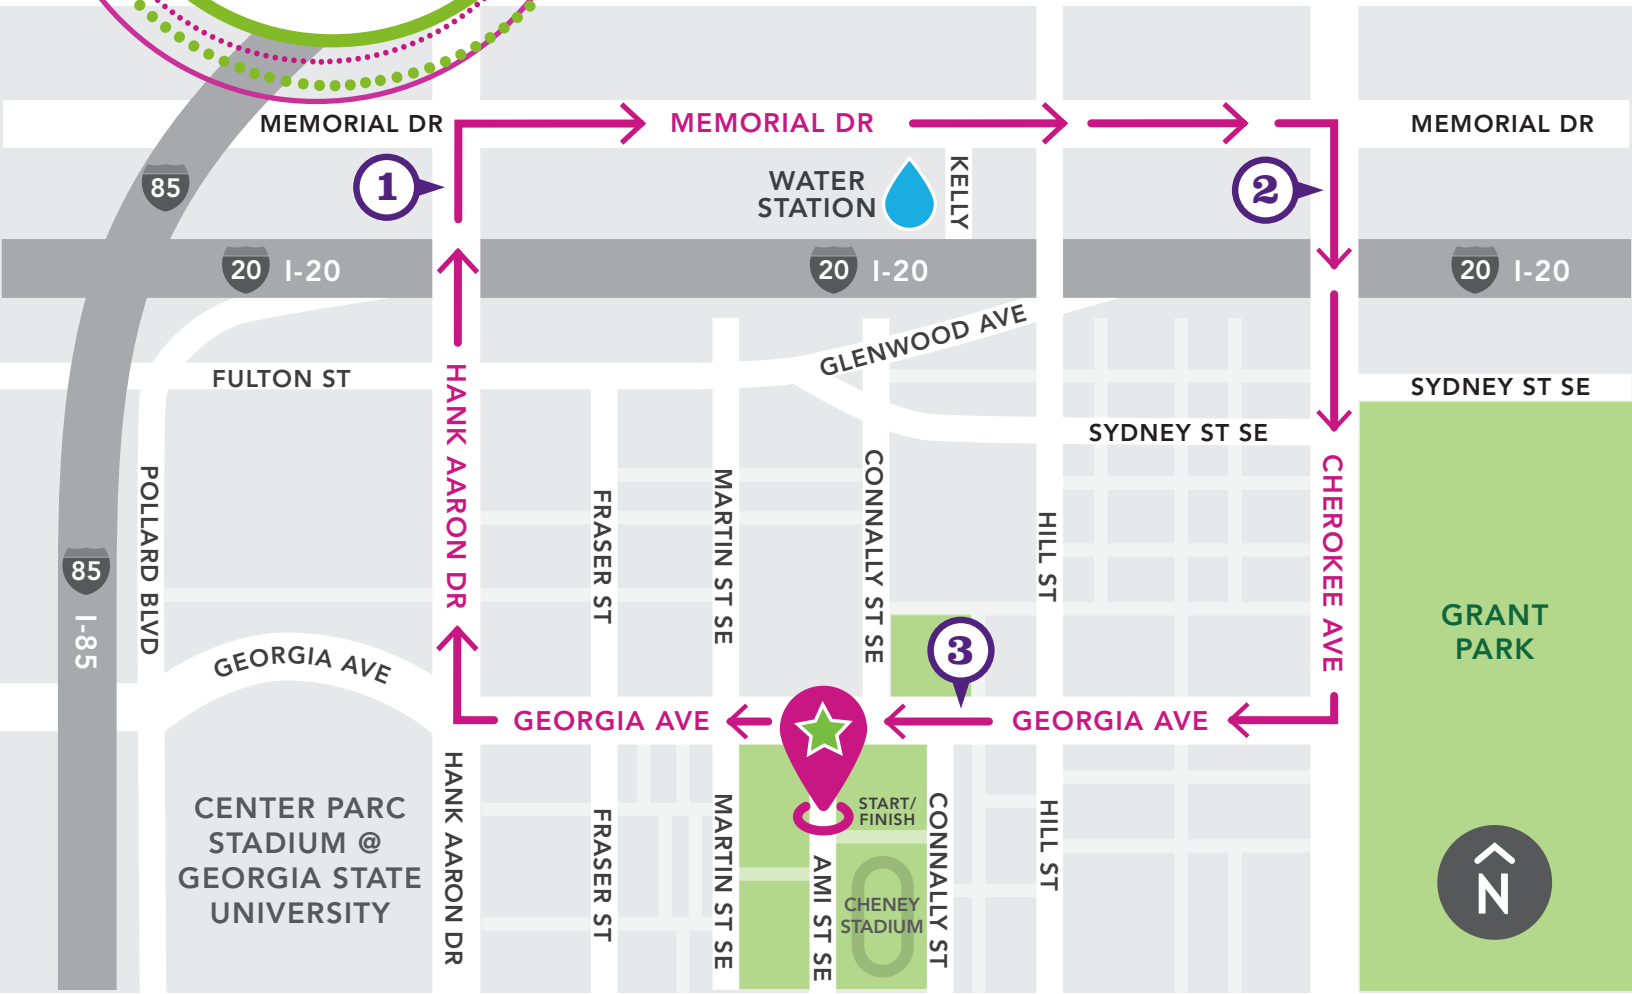 MEMORIAL DR
MEMORIAL DR
MEMORIAL DR
1
WATER
STATION
KELLY
2
85
20 I-20
20 I-20
20 I-20
GLENWOOD AVE
FULTON ST
SYDNEY ST SE
SYDNEY ST SE
HANK AARON DR
POLLARD BLVD
FRASER ST
MARTIN ST SE
CONNALLY ST SE
HILL ST
CHEROKEE AVE
85
I-85
GRANT
PARK
3
GEORGIA AVE
GEORGIA AVE
GEORGIA AVE
HANK AARON DR
CENTER PARC
STADIUM @
GEORGIA STATE
UNIVERSITY
FRASER ST
MARTIN ST SE
START/
FINISH
AMI ST SE
CHENEY
STADIUM
CONNALLY ST
HILL ST
N